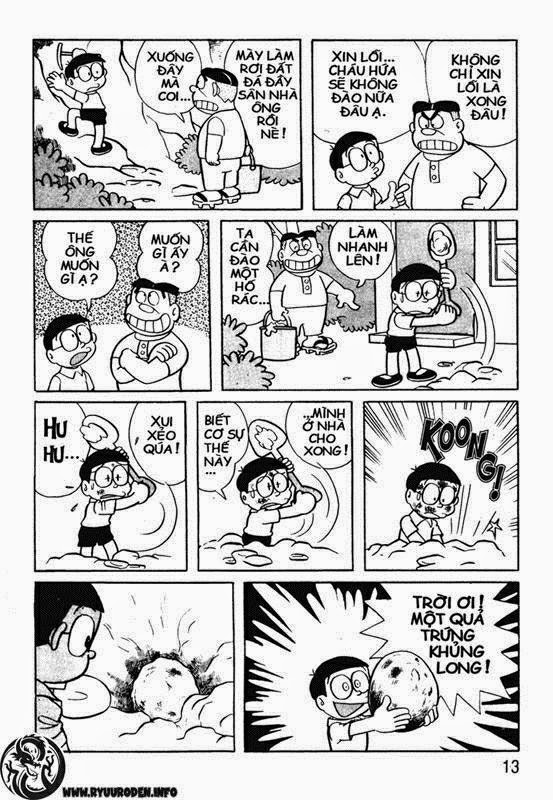 MÀY LÀM
RƠI ĐẤT
ĐÁ ĐẦY
SÂN NHÀ
ÔNG
RỒI
NÈ!
XUỐNG
ĐÂY
MÀ
COI...
XIN LỖI...
CHÁU HỨA
SẼ KHÔNG
ĐÀO NỮA
ĐÂU Ạ.
KHÔNG
CHỈ XIN
LỖI LÀ
XONG
ĐÂU!
THẾ
ÔNG
MUỐN
GÌ Ạ?
MUỐN
GÌ ẤY
À?
TA
CẦN ĐÀO
MỘT
HỐ
RÁC...
LÀM
NHANH
LÊN!
HU
HU...
XUI
XẺO
QÚA!
BIẾT
CƠ SỰ
THẾ
NÀY...
...MÌNH
Ở NHÀ
CHO
XONG!
KOONG!
TRỜI ƠI!
MỘT QUẢ
TRỨNG
KHỦNG
LONG!
13
WWW.RYUURODEN.INFO